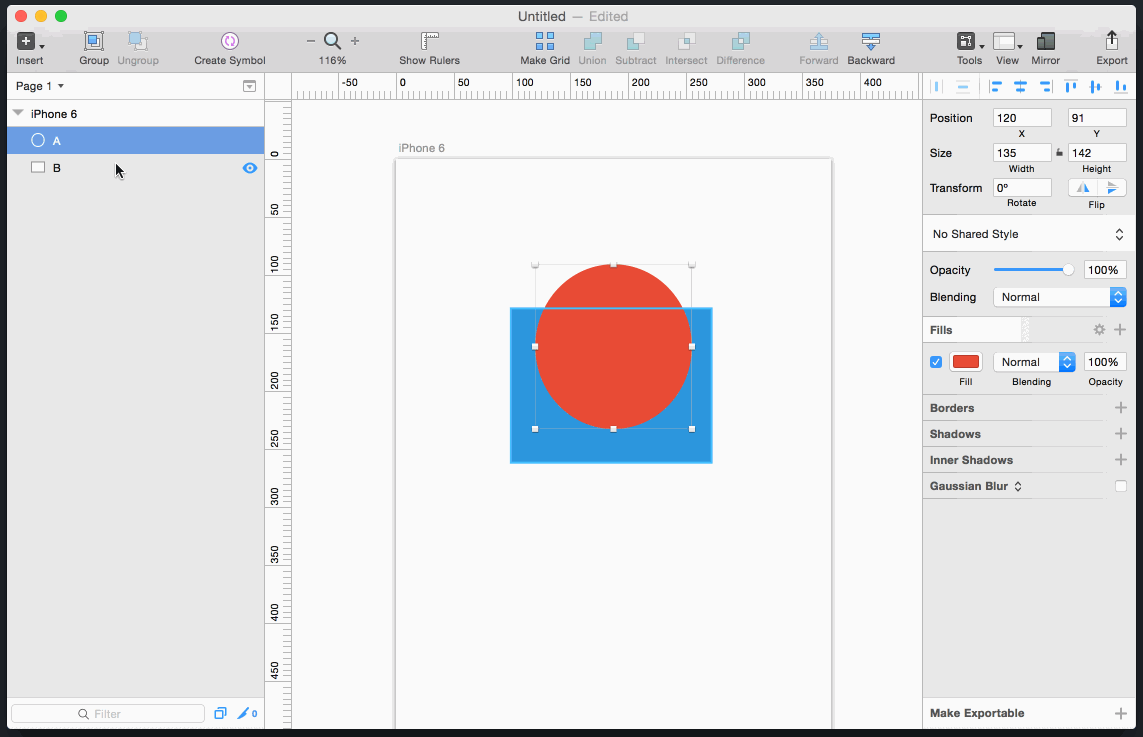 Untitled — Edited
Insert Group Ungroup Create Symbol 116% Show Rulers Make Grid Union Subtract Intersect Difference Forward Backward Tools View Mirror Export
Page 1
-50 0 50 100 150 200 250 300 350 400
iPhone 6
A
B
0
50
100
150
200
250
300
350
400
450
iPhone 6
Position 120 91
X Y
Size 135 142
Width Height
Transform 0º
Rotate Flip
No Shared Style
Opacity 100%
Blending Normal
Fills
Normal 100%
Fill Blending Opacity
Borders
Shadows
Inner Shadows
Gaussian Blur
Filter 0
Make Exportable